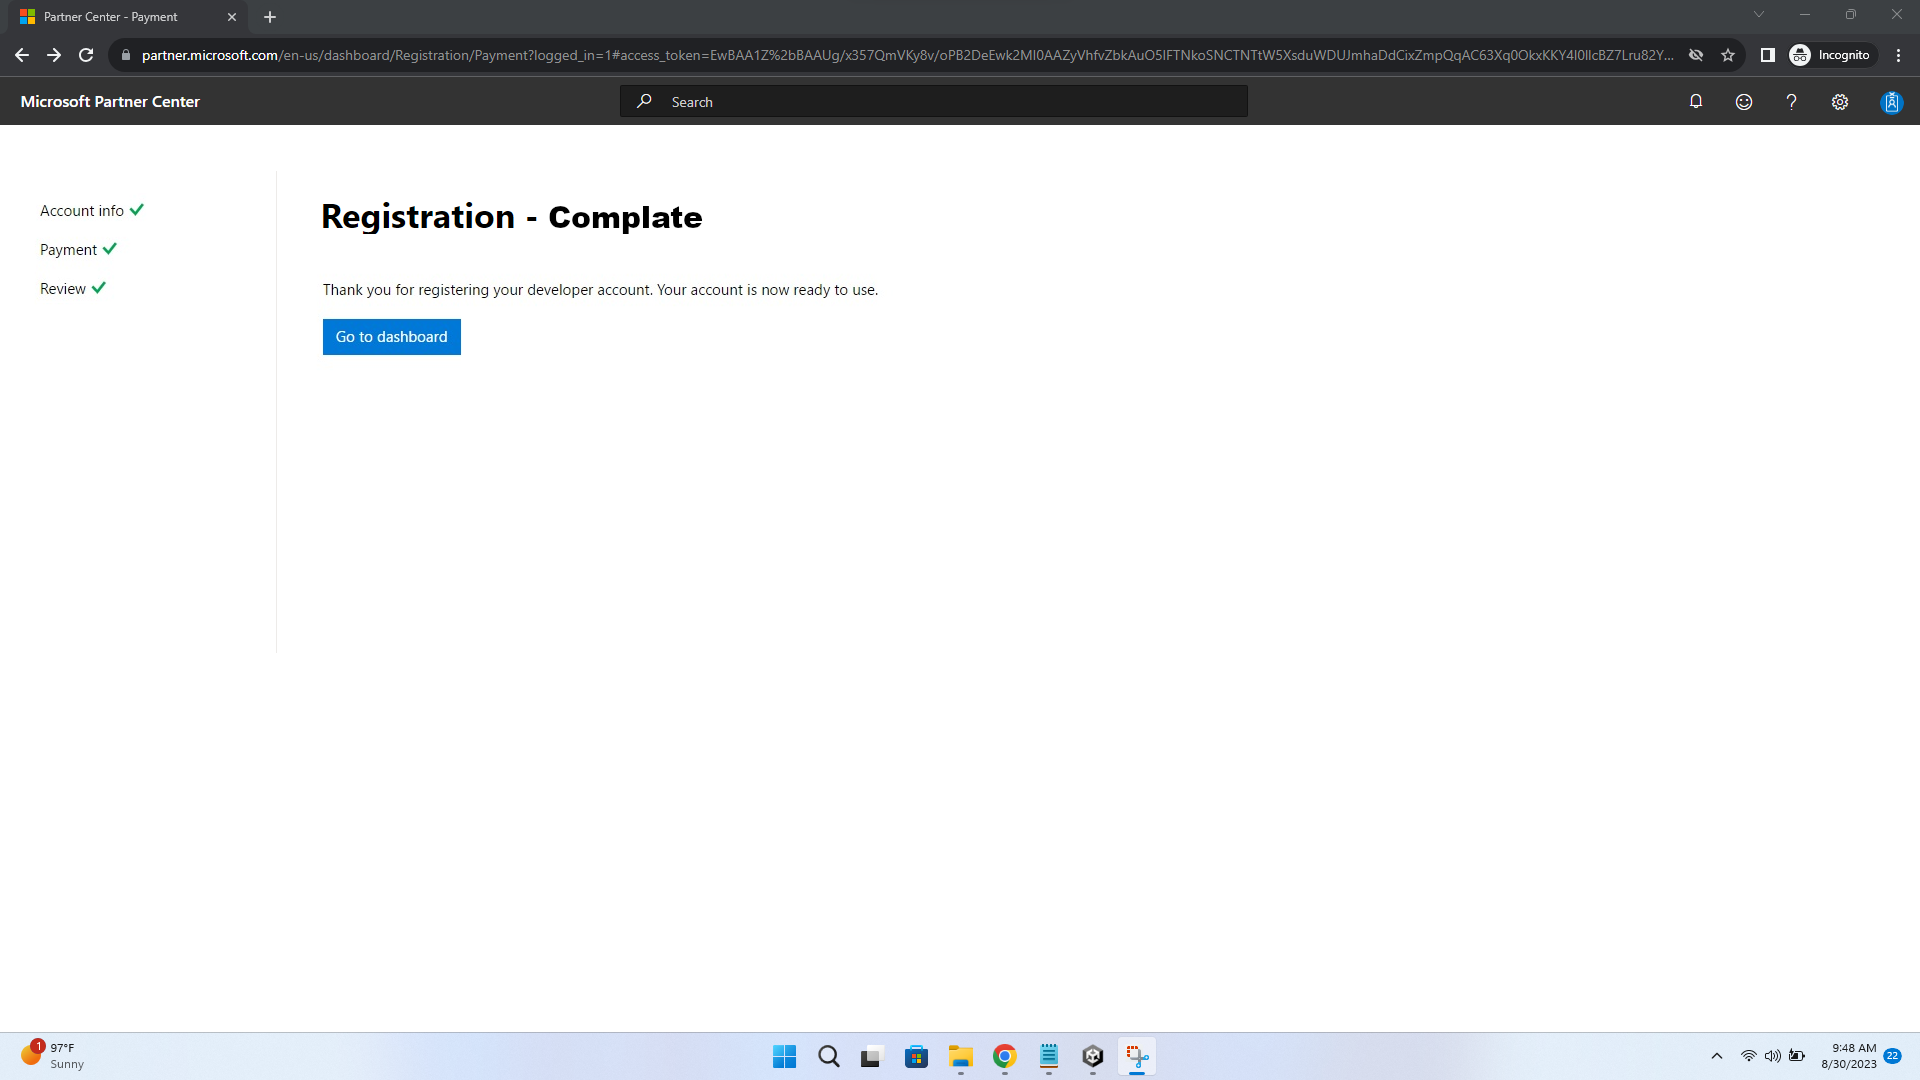 Partner Center - Payment
partner.microsoft.com/en-us/dashboard/Registration/Payment?logged_in=1#access_token=EwBAA1Z%2bBAAUg/x357QmVKy8v/oPB2DeEwk2MI0AAZyVhfvZbkAuO5IFTNkoSNCTNTtW5XsduWDUJmhaDdCixZmpQqAC63Xq0OkxKKY4I0IlcBZ7Lru82Y...
Incognito
Microsoft Partner Center
Search
Account info
Payment
Review
Registration - Complate
Thank you for registering your developer account. Your account is now ready to use.
Go to dashboard
1
97°F
Sunny
9:48 AM
8/30/2023
22